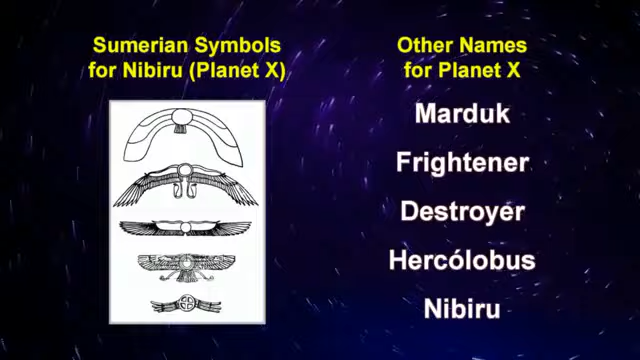 Sumerian Symbols
for Nibiru (Planet X)
Other Names
for Planet X
Marduk
Frightener
Destroyer
Hercólobus
Nibiru